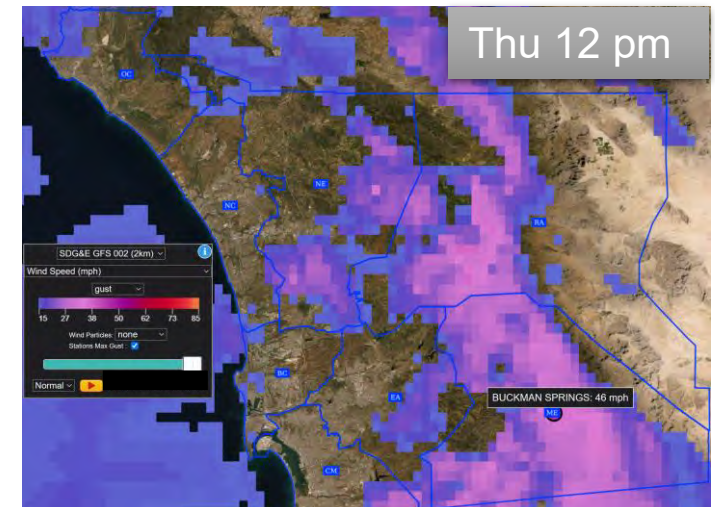 Thu 12 pm
OC
NC
NE
RA
SDG&E GFS 002 (2km)
i
Wind Speed (mph)
gust
15 27 38 50 62 73 85
Wind Particles: none
Stations Max Gust
Normal
BC
EA
BUCKMAN SPRINGS: 46 mph
ME
CM